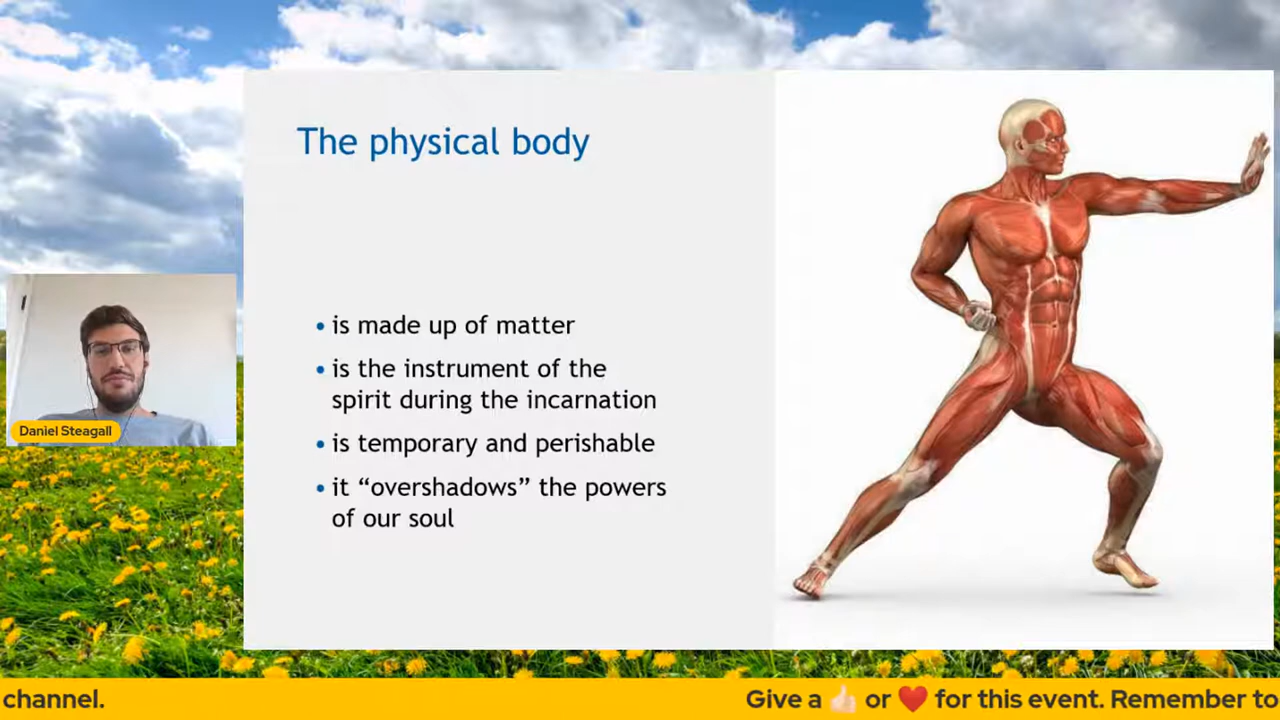 The physical body
• is made up of matter
• is the instrument of the
spirit during the incarnation
• is temporary and perishable
• it “overshadows” the powers
of our soul
Daniel Steagall
channel.
Give a 👍🏻 or ❤️ for this event. Remember to